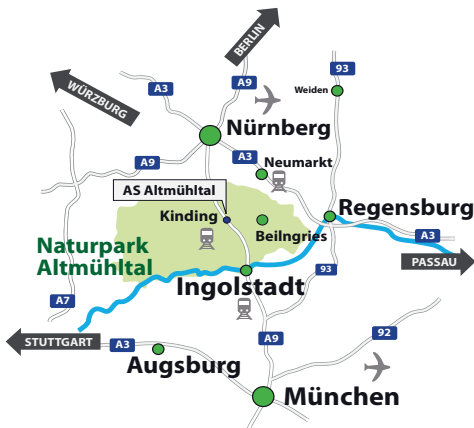 BERLIN
A9
93
WÜRZBURG
A3
Weiden
Nürnberg
A9
A3
Neumarkt
AS Altmühltal
Kinding
Beilngries
Regensburg
A3
Naturpark
Altmühltal
PASSAU
93
A7
Ingolstadt
STUTTGART
A3
A9
92
Augsburg
München